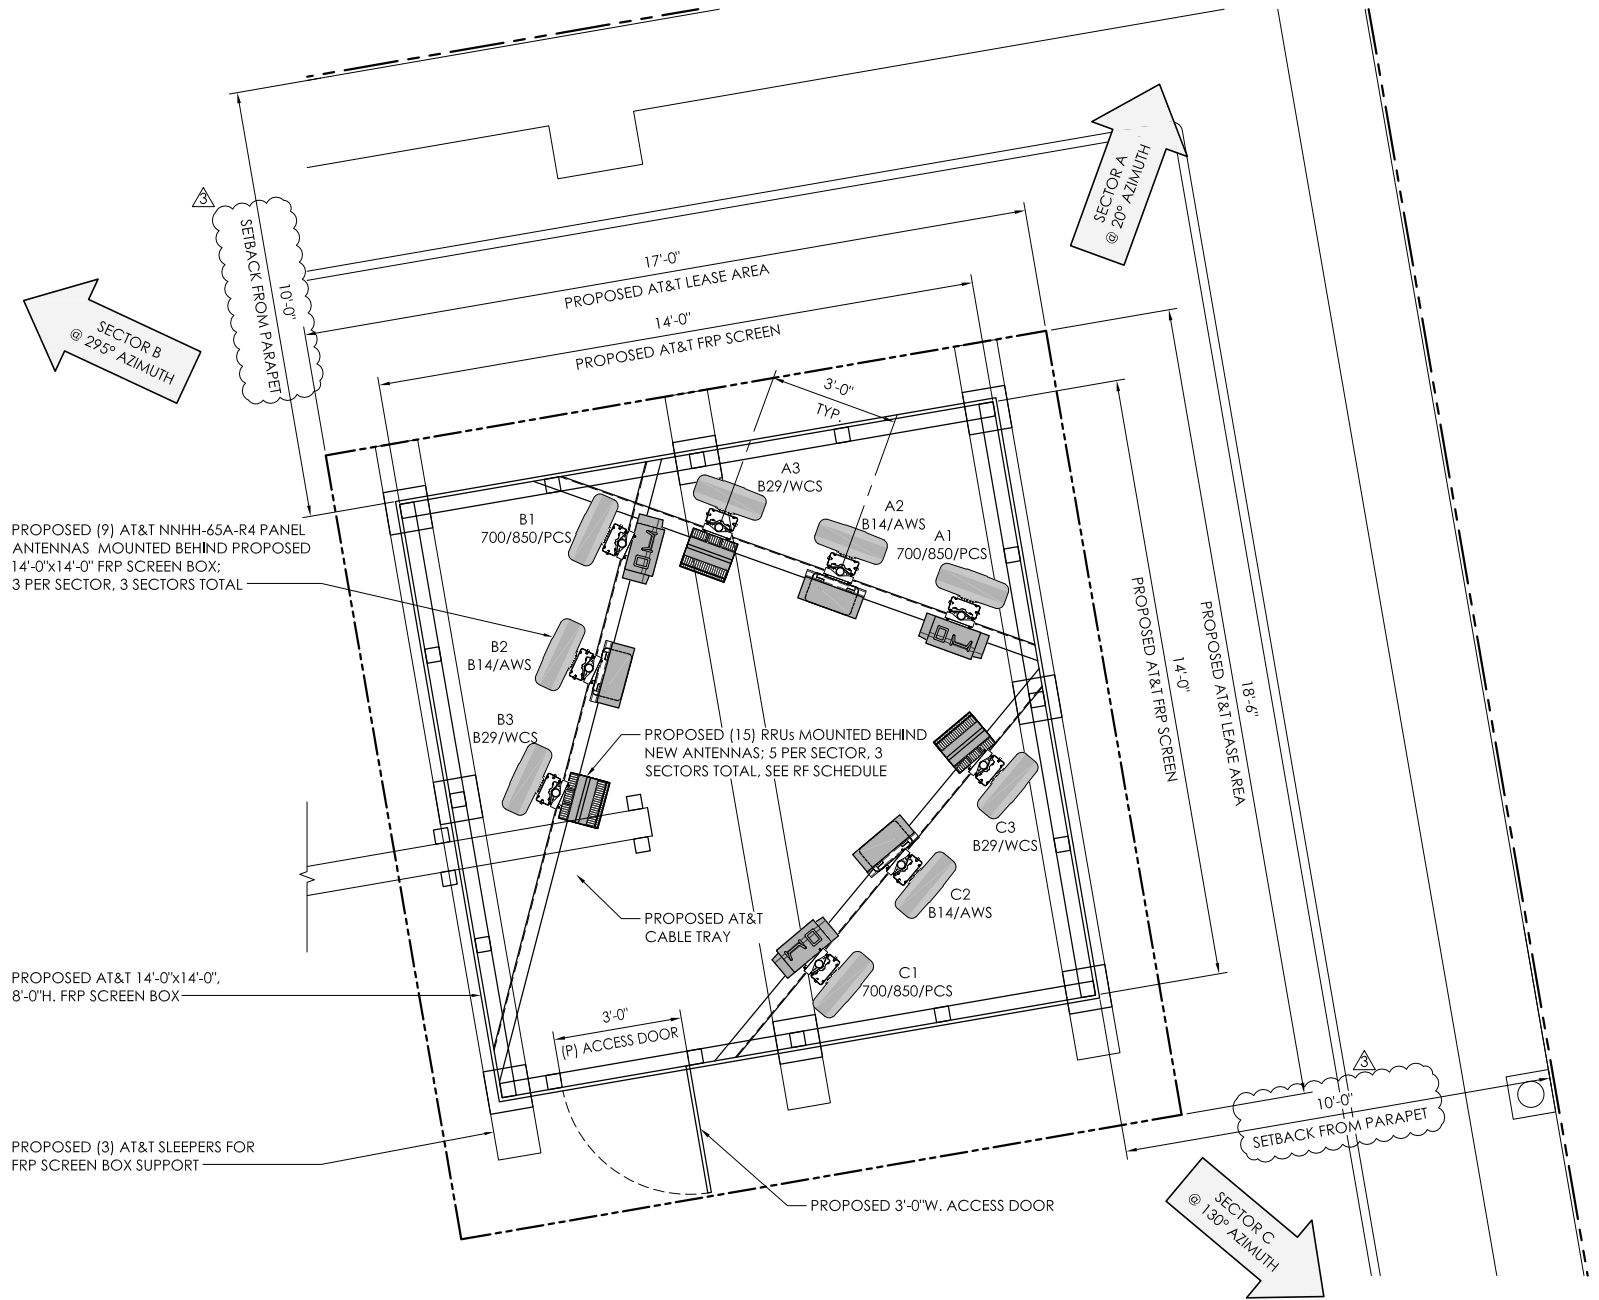 SECTOR A
@ 20° AZIMUTH
3
SETBACK FROM PARAPET
10'-0"
17'-0"
PROPOSED AT&T LEASE AREA
14'-0"
PROPOSED AT&T FRP SCREEN
SECTOR B
@ 295° AZIMUTH
3'-0"
TYP.
A3
B29/WCS
A2
B14/AWS
A1
700/850/PCS
B1
700/850/PCS
PROPOSED (9) AT&T NNHH-65A-R4 PANEL
ANTENNAS MOUNTED BEHIND PROPOSED
14'-0"x14'-0" FRP SCREEN BOX;
3 PER SECTOR, 3 SECTORS TOTAL
B2
B14/AWS
B3
B29/WCS
PROPOSED (15) RRUs MOUNTED BEHIND
NEW ANTENNAS; 5 PER SECTOR, 3
SECTORS TOTAL, SEE RF SCHEDULE
14'-0"
PROPOSED AT&T FRP SCREEN
18'-6"
PROPOSED AT&T LEASE AREA
C3
B29/WCS
C2
B14/AWS
PROPOSED AT&T
CABLE TRAY
C1
700/850/PCS
PROPOSED AT&T 14'-0"x14'-0",
8'-0"H. FRP SCREEN BOX
3'-0"
(P) ACCESS DOOR
3
10'-0"
SETBACK FROM PARAPET
PROPOSED (3) AT&T SLEEPERS FOR
FRP SCREEN BOX SUPPORT
PROPOSED 3'-0"W. ACCESS DOOR
SECTOR C
@ 130° AZIMUTH